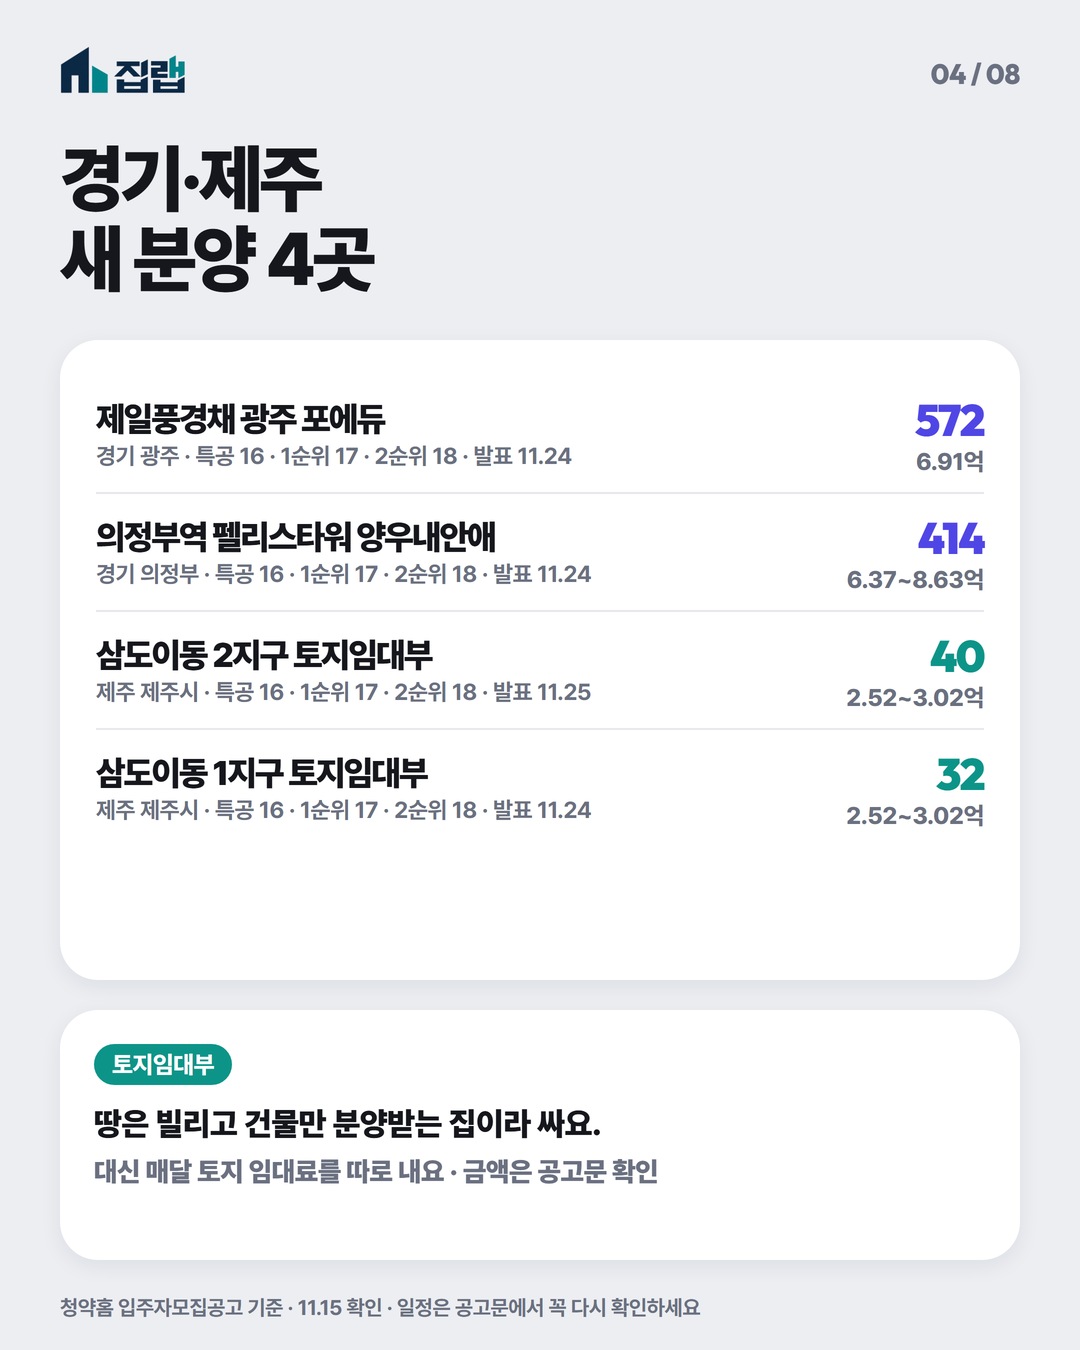 집랩
04 / 08
경기·제주
새 분양 4곳
제일풍경채 광주 포에듀
572
경기 광주 · 특공 16 · 1순위 17 · 2순위 18 · 발표 11.24
6.91억
의정부역 펠리스타워 양우내안애
414
경기 의정부 · 특공 16 · 1순위 17 · 2순위 18 · 발표 11.24
6.37~8.63억
삼도이동 2지구 토지임대부
40
제주 제주시 · 특공 16 · 1순위 17 · 2순위 18 · 발표 11.25
2.52~3.02억
삼도이동 1지구 토지임대부
32
제주 제주시 · 특공 16 · 1순위 17 · 2순위 18 · 발표 11.24
2.52~3.02억
토지임대부
땅은 빌리고 건물만 분양받는 집이라 싸요.
대신 매달 토지 임대료를 따로 내요 · 금액은 공고문 확인
청약홈 입주자모집공고 기준 · 11.15 확인 · 일정은 공고문에서 꼭 다시 확인하세요